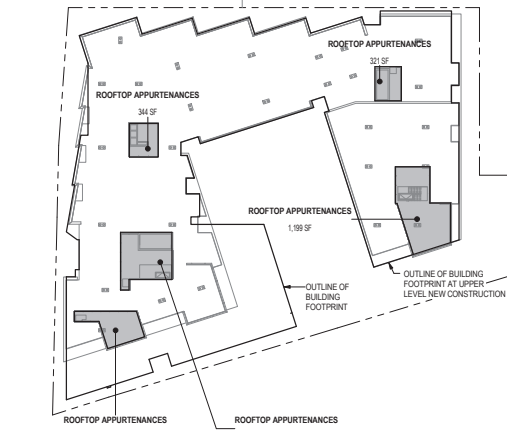 ROOFTOP APPURTENANCES
321 SF
ROOFTOP APPURTENANCES
344 SF
ROOFTOP APPURTENANCES
1,199 SF
OUTLINE OF BUILDING
FOOTPRINT AT UPPER
LEVEL NEW CONSTRUCTION
OUTLINE OF
BUILDING
FOOTPRINT
ROOFTOP APPURTENANCES
ROOFTOP APPURTENANCES